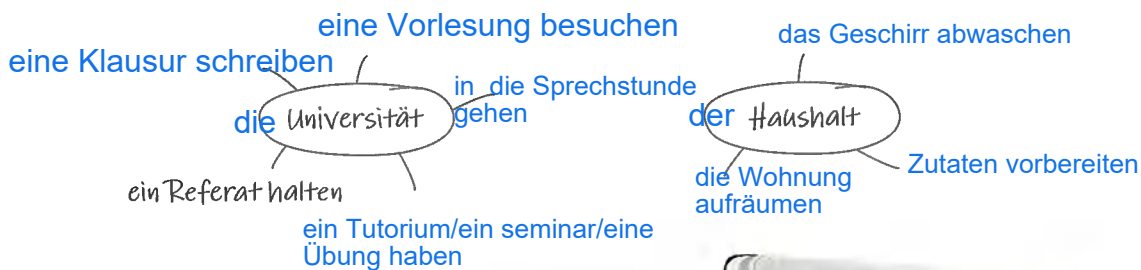 eine Vorlesung besuchen
eine Klausur schreiben
in die Sprechstunde
gehen
die Universität
ein Referat halten
ein Tutorium/ein seminar/eine
Übung haben
das Geschirr abwaschen
der Haushalt
die Wohnung
aufräumen
Zutaten vorbereiten